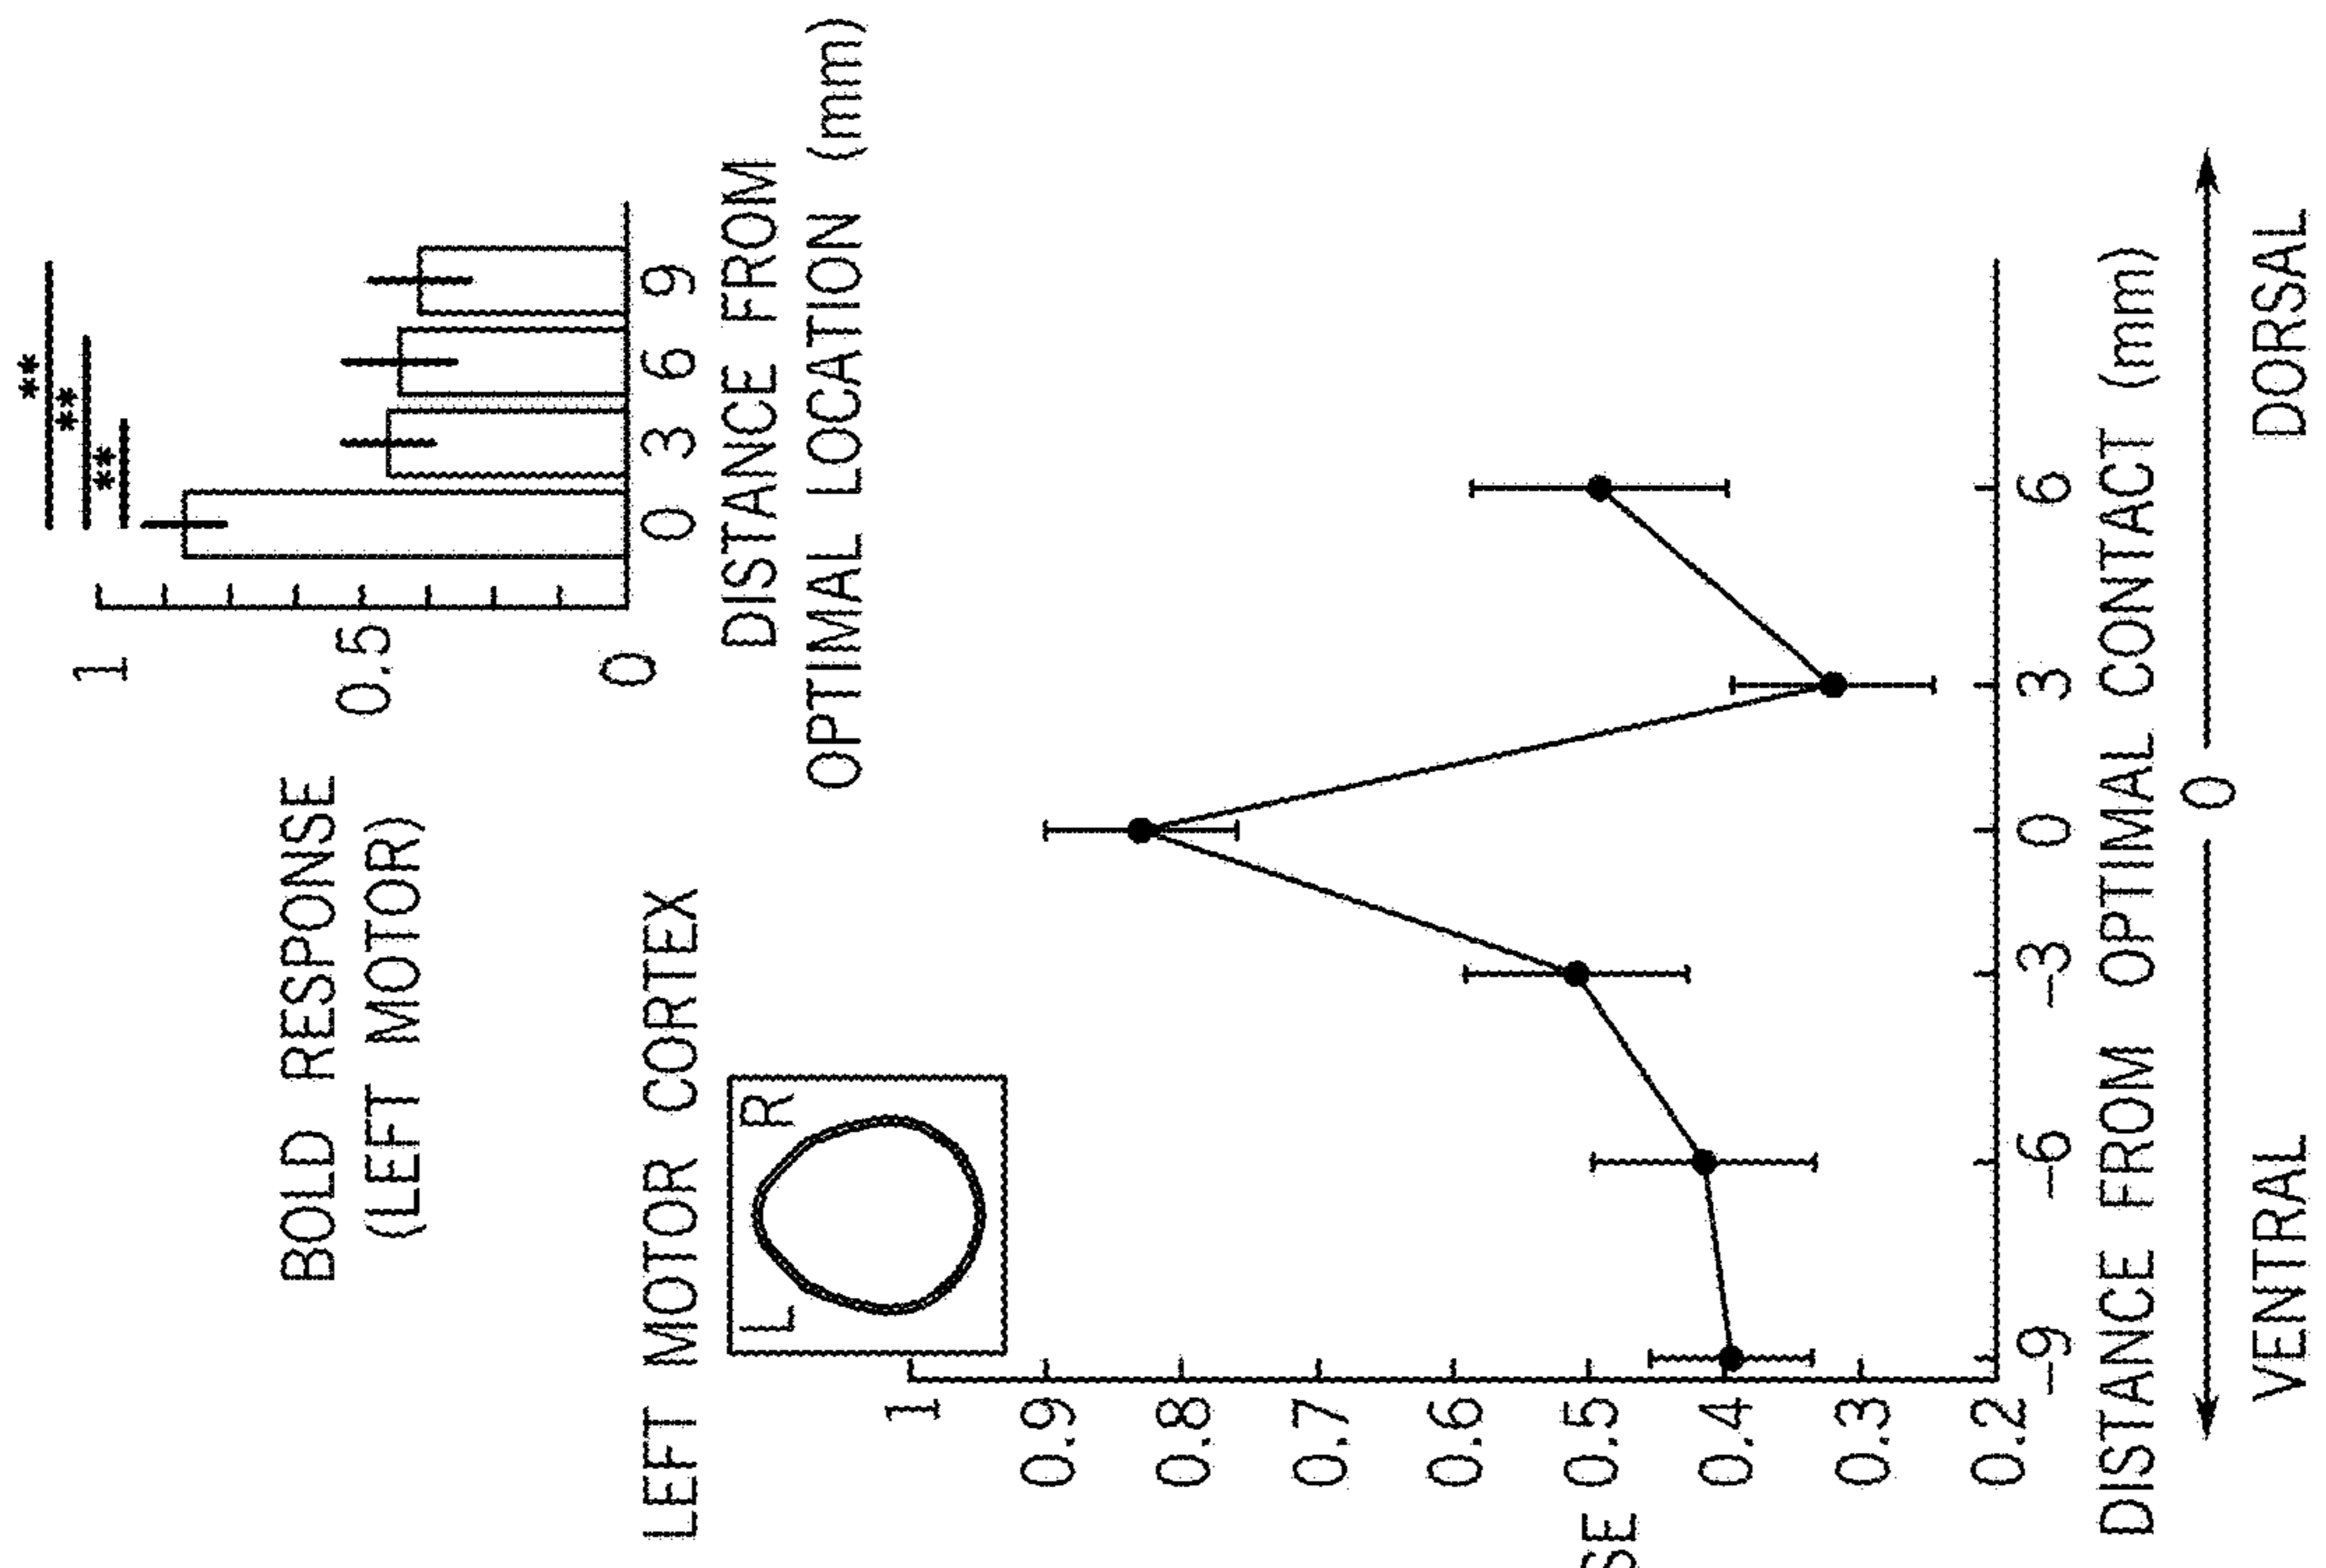 BOLD RESPONSE
(LEFT MOTOR)
**
**
**
1
0.5
0
0 3 6 9
DISTANCE FROM
OPTIMAL LOCATION (mm)
LEFT MOTOR CORTEX
L R
1
0.9
0.8
0.7
0.6
0.5
0.4
0.3
0.2
-9 -6 -3 0 3 6
DISTANCE FROM OPTIMAL CONTACT (mm)
0
VENTRAL DORSAL